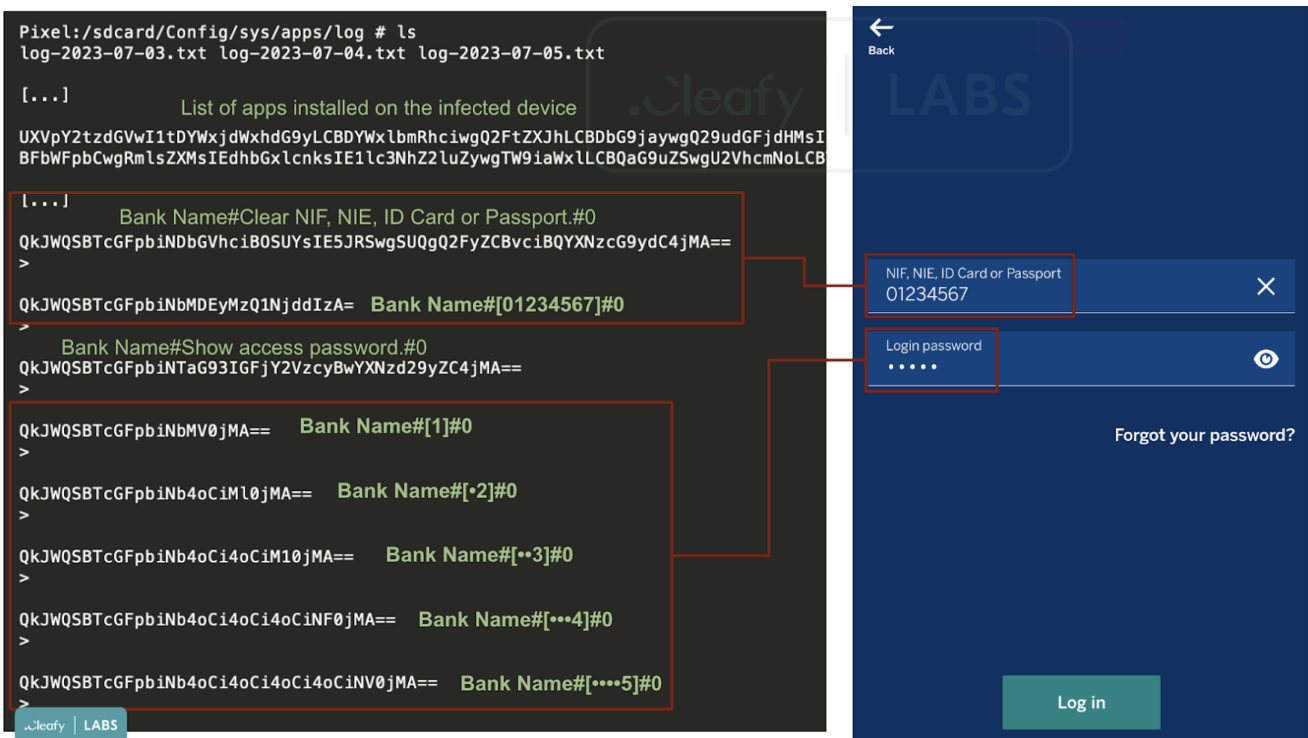 Pixel:/sdcard/Config/sys/apps/log # ls
log-2023-07-03.txt log-2023-07-04.txt log-2023-07-05.txt
[...]
List of apps installed on the infected device
UXVpY2tzdGVwI1tDYWxjdWxhdG9yLCBDYWxlbmRhciwgQ2FtZXJhLCBDbG9jaywgQ29udGFjdHMsI
BFbWFpbCwgRmlsZXMsIEdhbGxlcnksIE1lc3NhZ2luZywgTW9iaWxlLCBQaG9uZSwgU2VhcmNoLCB
[...]
Bank Name#Clear NIF, NIE, ID Card or Passport.#0
QkJWQSBTcGFpbiNDbGVhciBOSUYsIE5JRSwgSUQgQ2FyZCBvciBQYXNzcG9ydC4jMA==
>
QkJWQSBTcGFpbiNbMDEyMzQ1NjddIzA= Bank Name#[01234567]#0
>
Bank Name#Show access password.#0
QkJWQSBTcGFpbiNTaG93IGFjY2VzcyBwYXNzd29yZC4jMA==
>
QkJWQSBTcGFpbiNbMV0jMA== Bank Name#[1]#0
>
QkJWQSBTcGFpbiNb4oCiMl0jMA== Bank Name#[•2]#0
>
QkJWQSBTcGFpbiNb4oCi4oCiM10jMA== Bank Name#[••3]#0
>
QkJWQSBTcGFpbiNb4oCi4oCi4oCiNF0jMA== Bank Name#[•••4]#0
>
QkJWQSBTcGFpbiNb4oCi4oCi4oCi4oCiNV0jMA== Bank Name#[••••5]#0
>
.Cleafy | LABS
.Cleafy | LABS
Back
NIF, NIE, ID Card or Passport
01234567
Login password
•••••
Forgot your password?
Log in